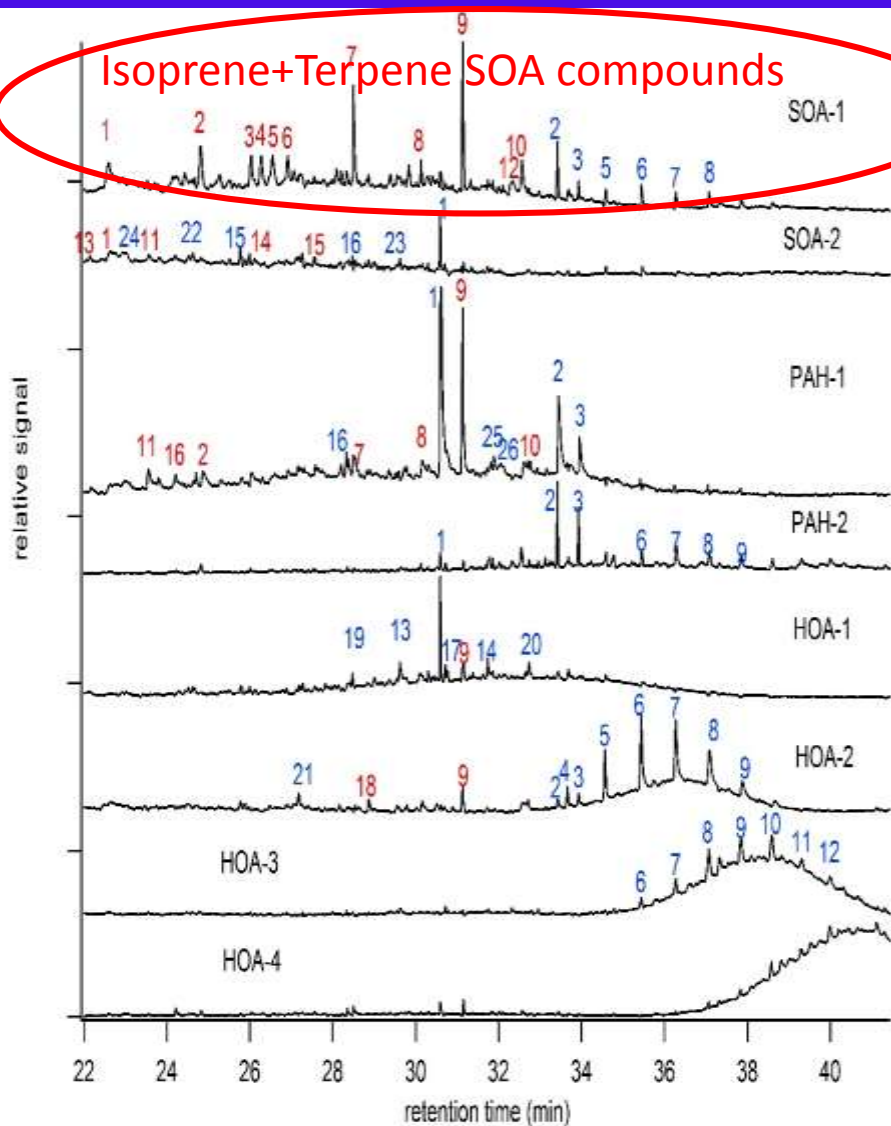 Isoprene+Terpene SOA compounds
9
7
SOA-1
1 2 3 4 5 6 8 12 10 2 3 5 6 7 8
SOA-2
13 1 24 11 22 15 14 15 16 23 1
PAH-1
11 16 2 16 7 8 1 9 25 26 10 2 3
PAH-2
1 2 3 6 7 8 9
HOA-1
19 13 17 9 14 20
HOA-2
21 18 9 2 4 3 5 6 7 8 9
HOA-3
6 7 8 9 10 11 12
HOA-4
relative signal
22 24 26 28 30 32 34 36 38 40
retention time (min)